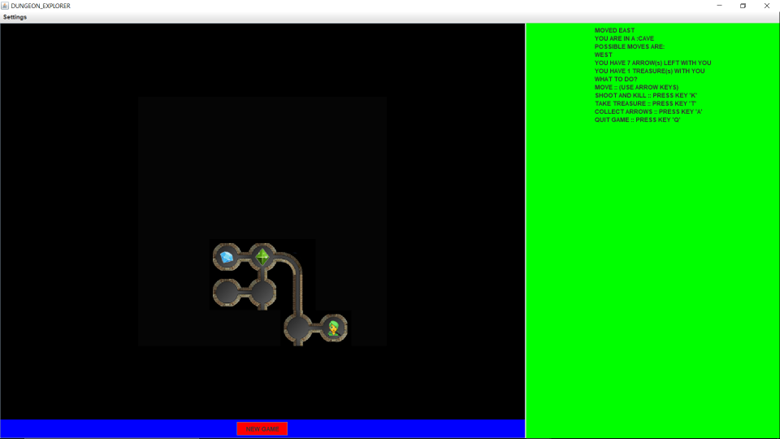 DUNGEON_EXPLORER
Settings
MOVED EAST
YOU ARE IN A :CAVE
POSSIBLE MOVES ARE:
WEST
YOU HAVE 7 ARROW(s) LEFT WITH YOU
YOU HAVE 1 TREASURE(s) WITH YOU
WHAT TO DO?
MOVE :: (USE ARROW KEYS)
SHOOT AND KILL :: PRESS KEY 'K'
TAKE TREASURE :: PRESS KEY 'T'
COLLECT ARROWS :: PRESS KEY 'A'
QUIT GAME :: PRESS KEY 'Q'
NEW GAME